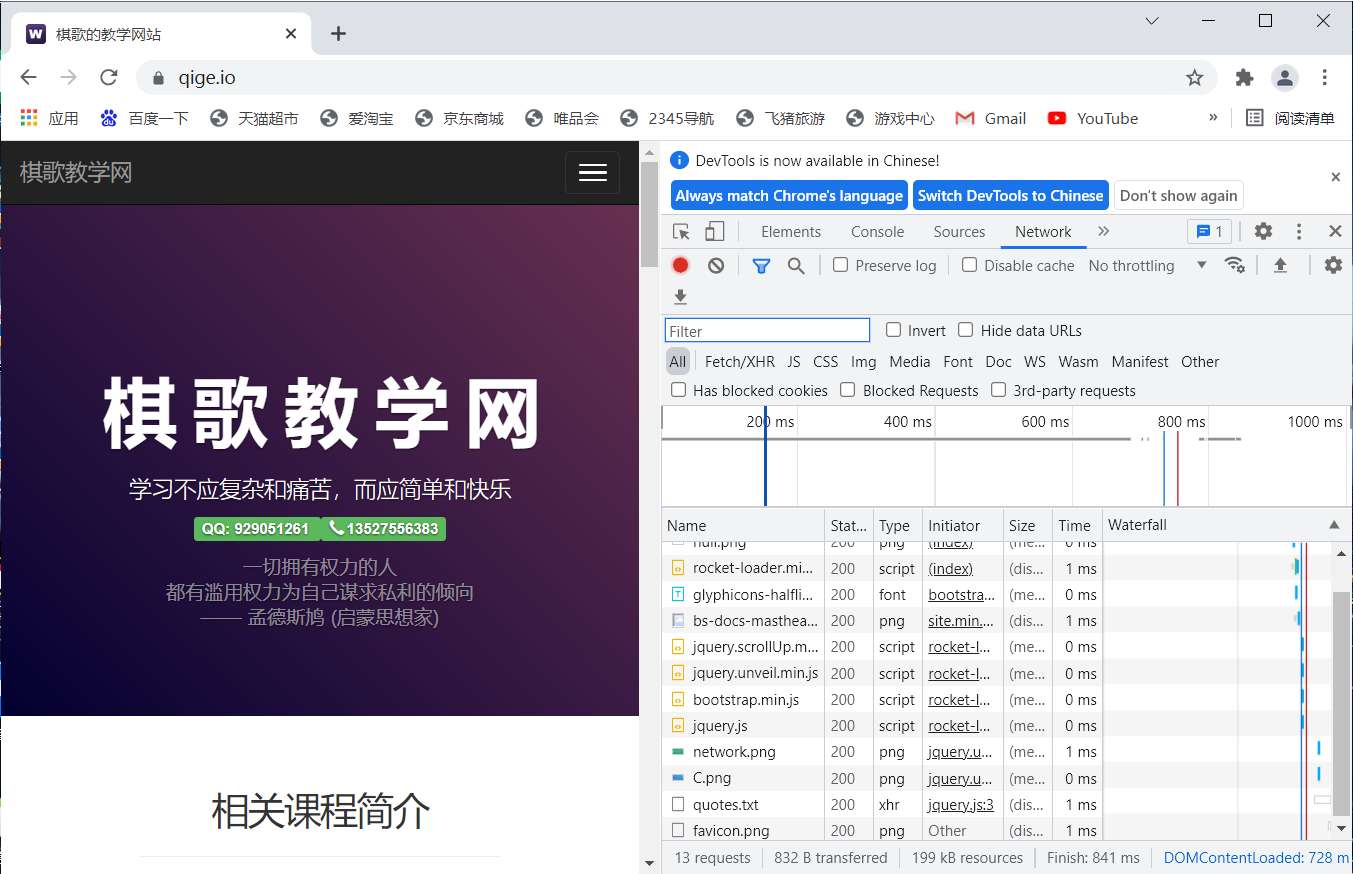 棋歌的教学网站
qige.io
应用 百度一下 天猫超市 爱淘宝 京东商城 唯品会 2345导航 飞猪旅游 游戏中心 Gmail YouTube » 阅读清单
棋歌教学网
棋歌教学网
学习不应复杂和痛苦，而应简单和快乐
QQ: 929051261 13527556383
一切拥有权力的人
都有滥用权力为自己谋求私利的倾向
—— 孟德斯鸠 (启蒙思想家)
相关课程简介
DevTools is now available in Chinese!
Always match Chrome's language Switch DevTools to Chinese Don't show again
Elements Console Sources Network » 1
Preserve log Disable cache No throttling
Filter Invert Hide data URLs
All Fetch/XHR JS CSS Img Media Font Doc WS Wasm Manifest Other
Has blocked cookies Blocked Requests 3rd-party requests
200 ms 400 ms 600 ms 800 ms 1000 ms
Name Stat... Type Initiator Size Time Waterfall
null.png 200 png (index) (me... 0 ms
rocket-loader.mi... 200 script (index) (dis... 1 ms
glyphicons-halfli... 200 font bootstra... (me... 0 ms
bs-docs-masthea... 200 png site.min.... (dis... 1 ms
jquery.scrollUp.m... 200 script rocket-l... (me... 0 ms
jquery.unveil.min.js 200 script rocket-l... (me... 0 ms
bootstrap.min.js 200 script rocket-l... (me... 0 ms
jquery.js 200 script rocket-l... (me... 0 ms
network.png 200 png jquery.u... (me... 1 ms
C.png 200 png jquery.u... (me... 0 ms
quotes.txt 200 xhr jquery.js:3 (dis... 1 ms
favicon.png 200 png Other (dis... 1 ms
13 requests 832 B transferred 199 kB resources Finish: 841 ms DOMContentLoaded: 728 m